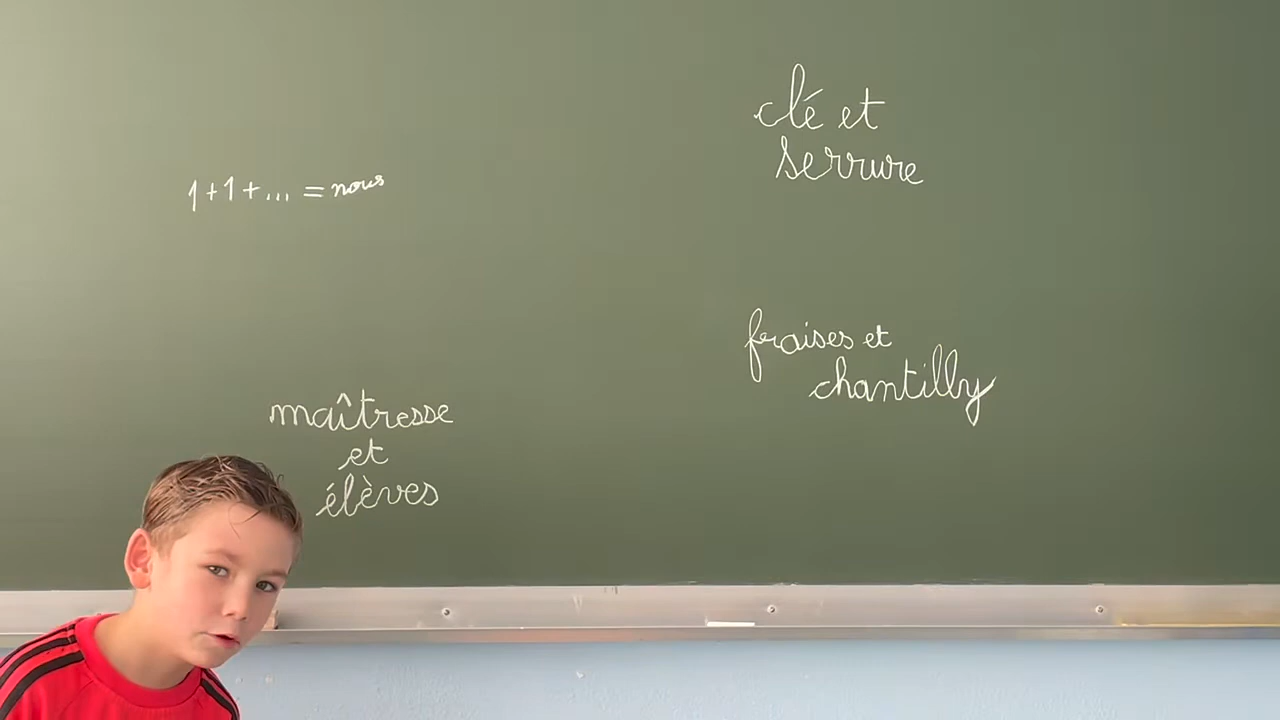 1+1+... = nous
clé et
serrure
fraises et
chantilly
maîtresse
et
élèves